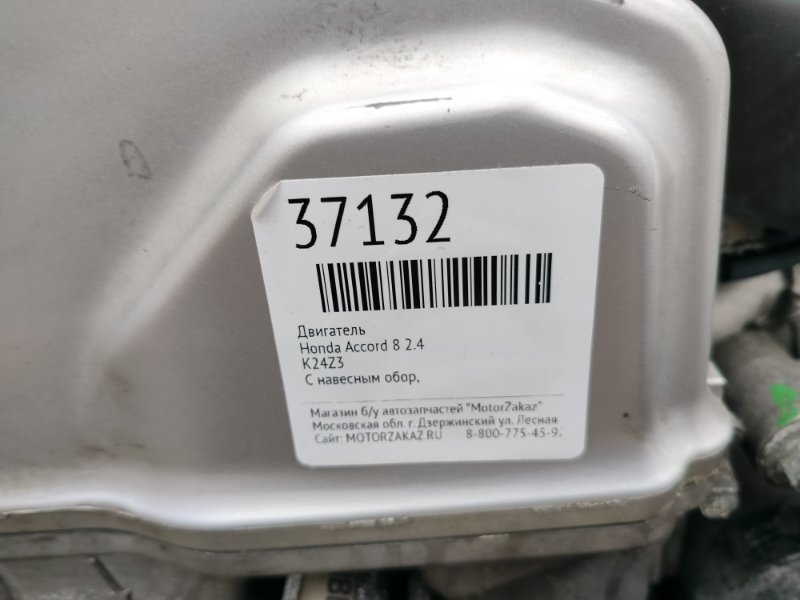 37132
Двигатель
Honda Accord 8 2.4
K24Z3
С навесным обор,
Магазин б/у автозапчастей "MotorZakaz"
Московская обл. г. Дзержинский ул. Лесная
Сайт: MOTORZAKAZ.RU 8-800-775-45-9